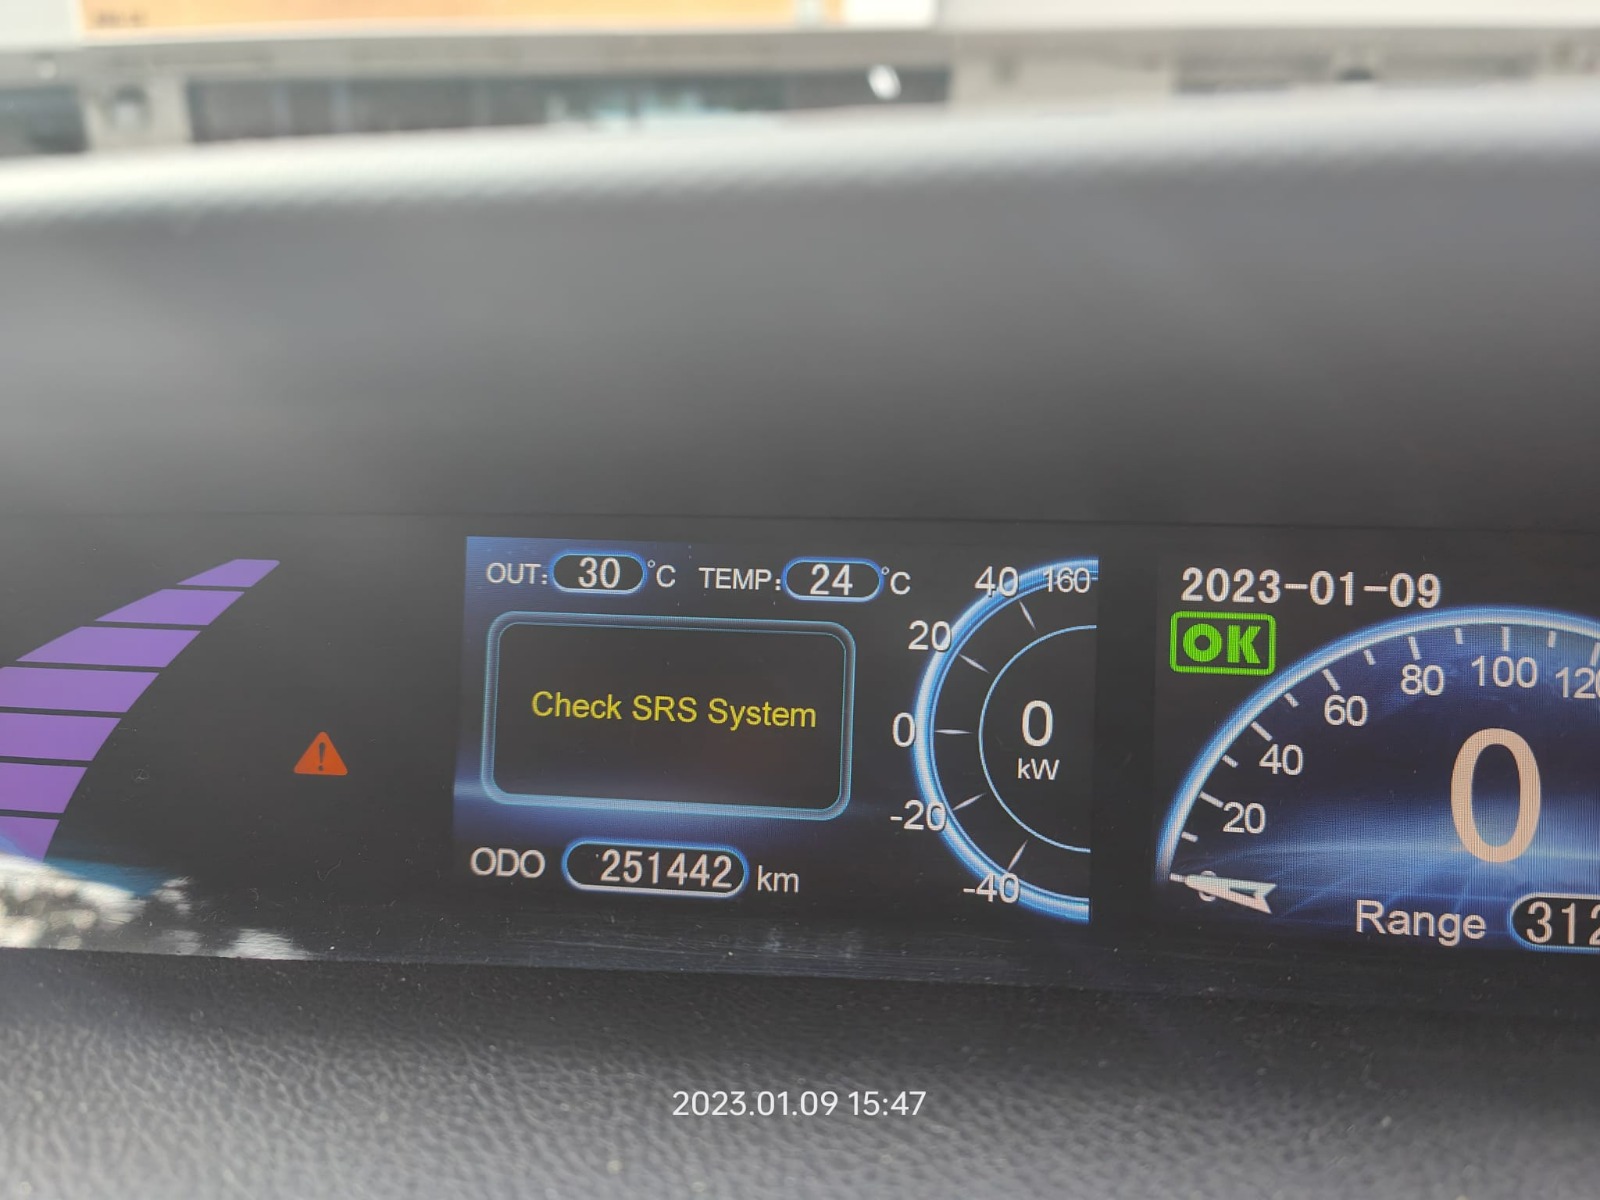 OUT: 30 °C TEMP: 24 °C
Check SRS System
ODO 251442 km
40 160
20
0
-20
-40
0
kW
2023-01-09
OK
20
40
60
80
100
0
Range 312
2023.01.09 15:47